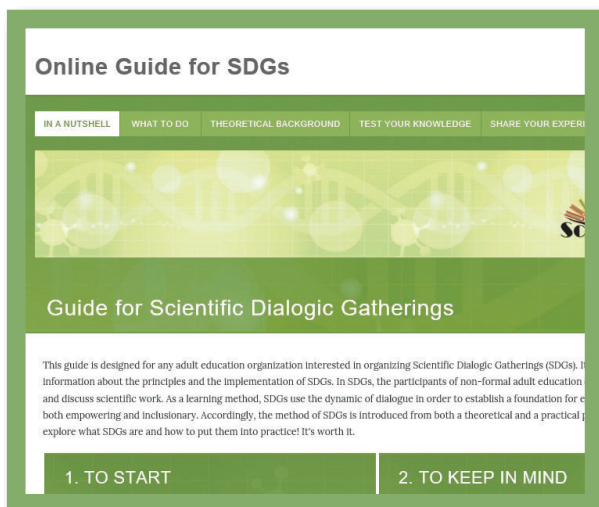 Online Guide for SDGs
IN A NUTSHELL WHAT TO DO THEORETICAL BACKGROUND TEST YOUR KNOWLEDGE SHARE YOUR EXPERI
Sc
Guide for Scientific Dialogic Gatherings
This guide is designed for any adult education organization interested in organizing Scientific Dialogic Gatherings (SDGs). I
information about the principles and the implementation of SDGs. In SDGs, the participants of non-formal adult education
and discuss scientific work. As a learning method, SDGs use the dynamic of dialogue in order to establish a foundation for e
both empowering and inclusionary. Accordingly, the method of SDGs is introduced from both a theoretical and a practical
explore what SDGs are and how to put them into practice! It's worth it.
1. TO START 2. TO KEEP IN MIND